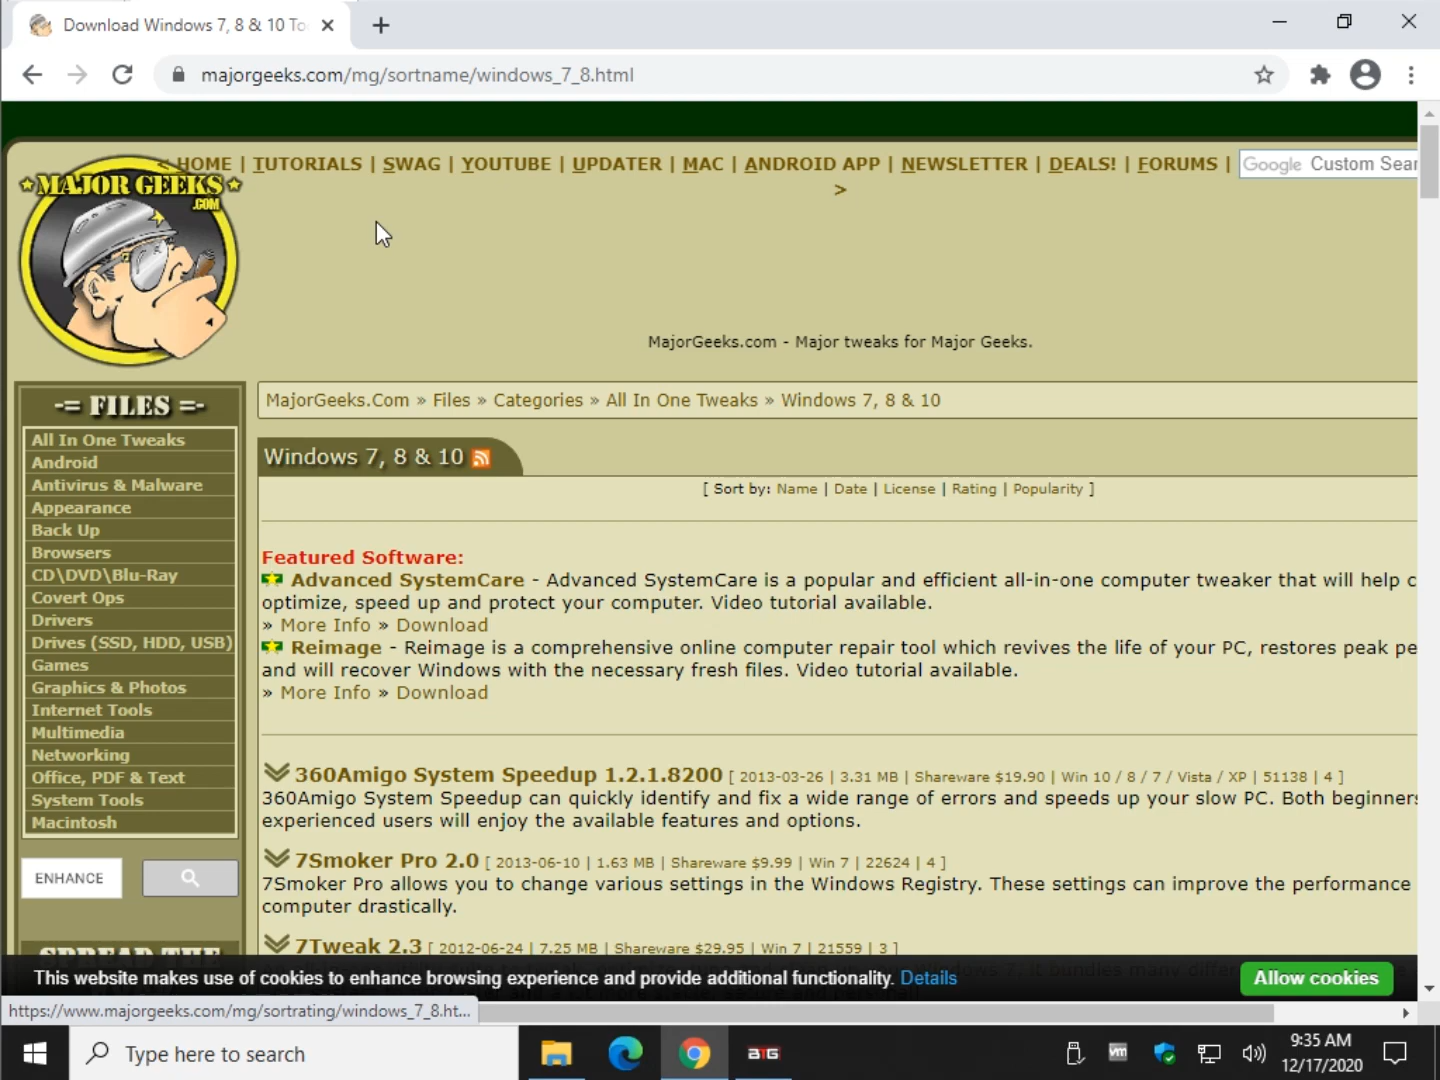 Download Windows 7, 8 & 10 To
majorgeeks.com/mg/sortname/windows_7_8.html
< HOME | TUTORIALS | SWAG | YOUTUBE | UPDATER | MAC | ANDROID APP | NEWSLETTER | DEALS! | FORUMS |
Google Custom Sear
>
MAJOR GEEKS
.COM
MajorGeeks.com - Major tweaks for Major Geeks.
-= FILES =-
All In One Tweaks
Android
Antivirus & Malware
Appearance
Back Up
Browsers
CD\DVD\Blu-Ray
Covert Ops
Drivers
Drives (SSD, HDD, USB)
Games
Graphics & Photos
Internet Tools
Multimedia
Networking
Office, PDF & Text
System Tools
Macintosh
ENHANCE
SPREAD THE
MajorGeeks.Com » Files » Categories » All In One Tweaks » Windows 7, 8 & 10
Windows 7, 8 & 10
[ Sort by: Name | Date | License | Rating | Popularity ]
Featured Software:
Advanced SystemCare - Advanced SystemCare is a popular and efficient all-in-one computer tweaker that will help c
optimize, speed up and protect your computer. Video tutorial available.
» More Info » Download
Reimage - Reimage is a comprehensive online computer repair tool which revives the life of your PC, restores peak pe
and will recover Windows with the necessary fresh files. Video tutorial available.
» More Info » Download
360Amigo System Speedup 1.2.1.8200 [ 2013-03-26 | 3.31 MB | Shareware $19.90 | Win 10 / 8 / 7 / Vista / XP | 51138 | 4 ]
360Amigo System Speedup can quickly identify and fix a wide range of errors and speeds up your slow PC. Both beginners
experienced users will enjoy the available features and options.
7Smoker Pro 2.0 [ 2013-06-10 | 1.63 MB | Shareware $9.99 | Win 7 | 22624 | 4 ]
7Smoker Pro allows you to change various settings in the Windows Registry. These settings can improve the performance
computer drastically.
7Tweak 2.3 [ 2012-06-24 | 7.25 MB | Shareware $29.95 | Win 7 | 21559 | 3 ]
This website makes use of cookies to enhance browsing experience and provide additional functionality. Details
Allow cookies
https://www.majorgeeks.com/mg/sortrating/windows_7_8.ht...
Type here to search
BTG
vm
9:35 AM
12/17/2020